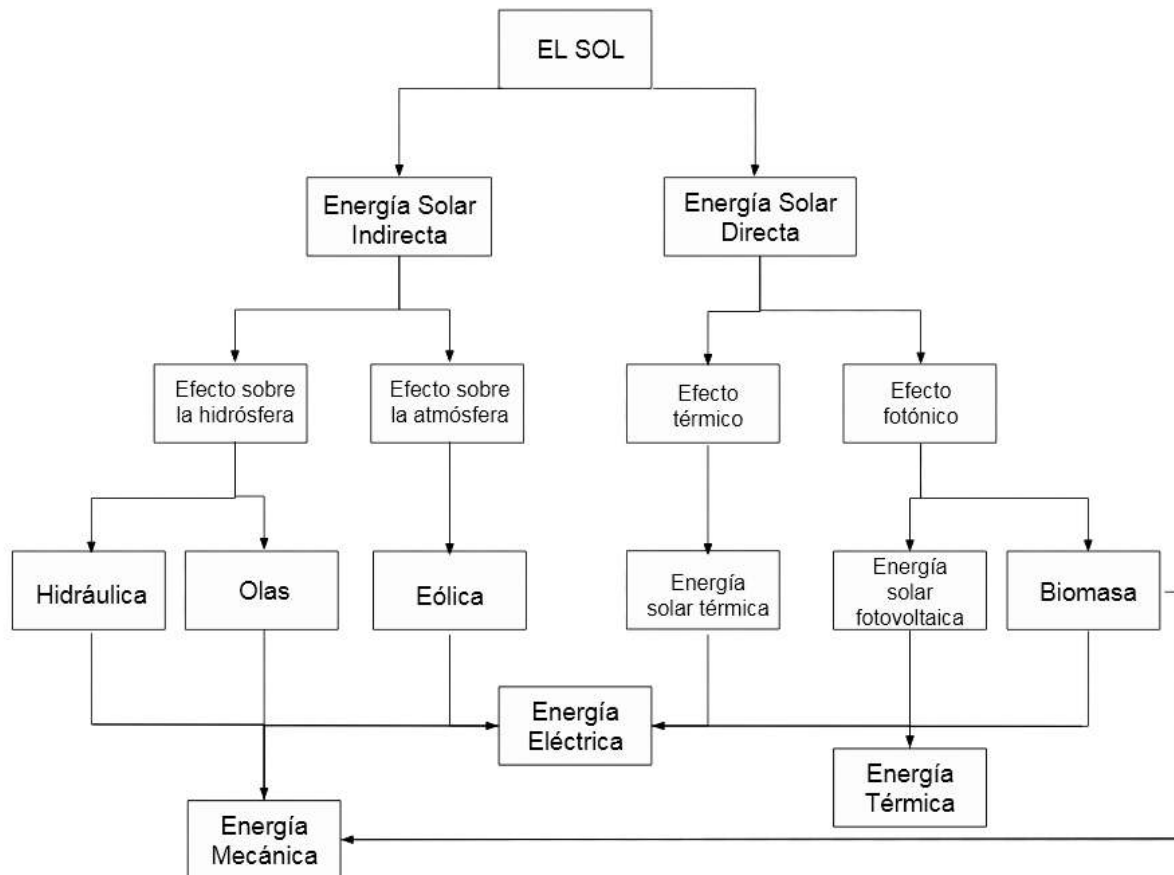 EL SOL
Energía Solar
Indirecta
Energía Solar
Directa
Efecto sobre
la hidrósfera
Efecto sobre
la atmósfera
Efecto
térmico
Efecto
fotónico
Hidráulica
Olas
Eólica
Energía
solar térmica
Energía
solar
fotovoltaica
Biomasa
Energía
Eléctrica
Energía
Térmica
Energía
Mecánica